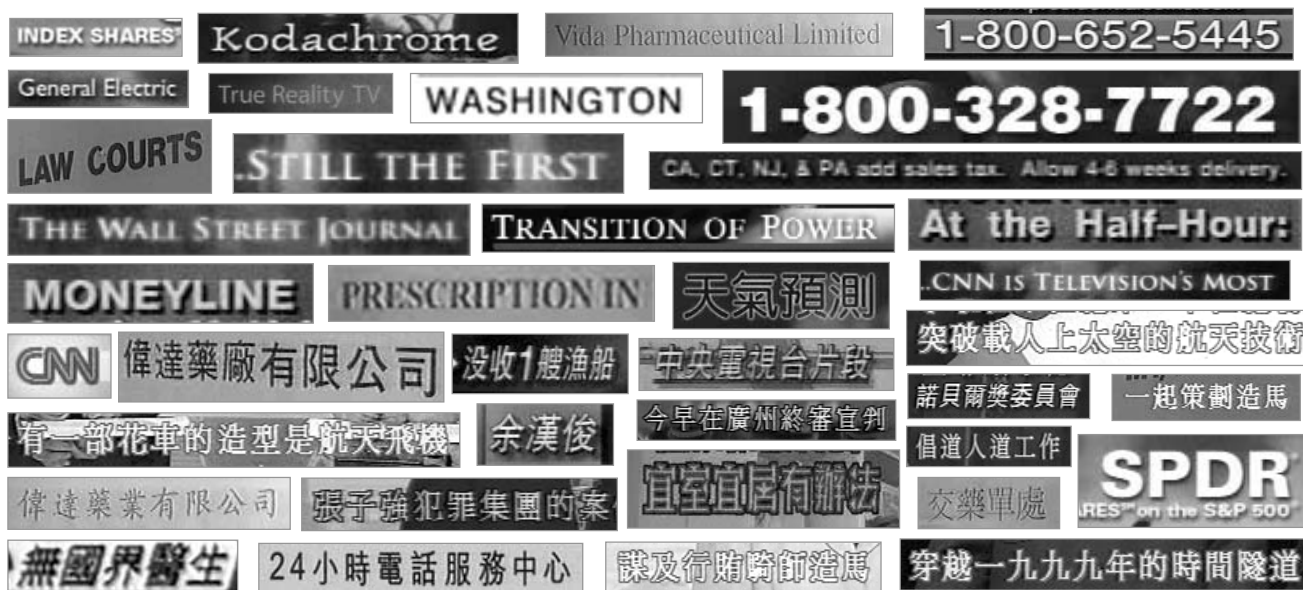 INDEX SHARES
Kodachrome
Vida Pharmaceutical Limited
1-800-652-5445
General Electric
True Reality TV
WASHINGTON
1-800-328-7722
LAW COURTS
..STILL THE FIRST
CA, CT, NJ, & PA add sales tax. Allow 4-6 weeks delivery.
THE WALL STREET JOURNAL
TRANSITION OF POWER
At the Half–Hour:
MONEYLINE
PRESCRIPTION IN
天氣預測
..CNN IS TELEVISION'S MOST
CNN
偉達藥廠有限公司
没收1艘漁船
中央電視台片段
突破載人上太空的航天技術
諾貝爾獎委員會
一起策劃造馬
有一部花車的造型是航天飛機
余漢俊
今早在廣州終審宣判
倡道人道工作
宜室宜居有辦法
SPDR
ARES℠ on the S&P 500
偉達藥業有限公司
張子強犯罪集團的案
交藥單處
無國界醫生
24小時電話服務中心
謀及行賄騎師造馬
穿越一九九九年的時間隧道